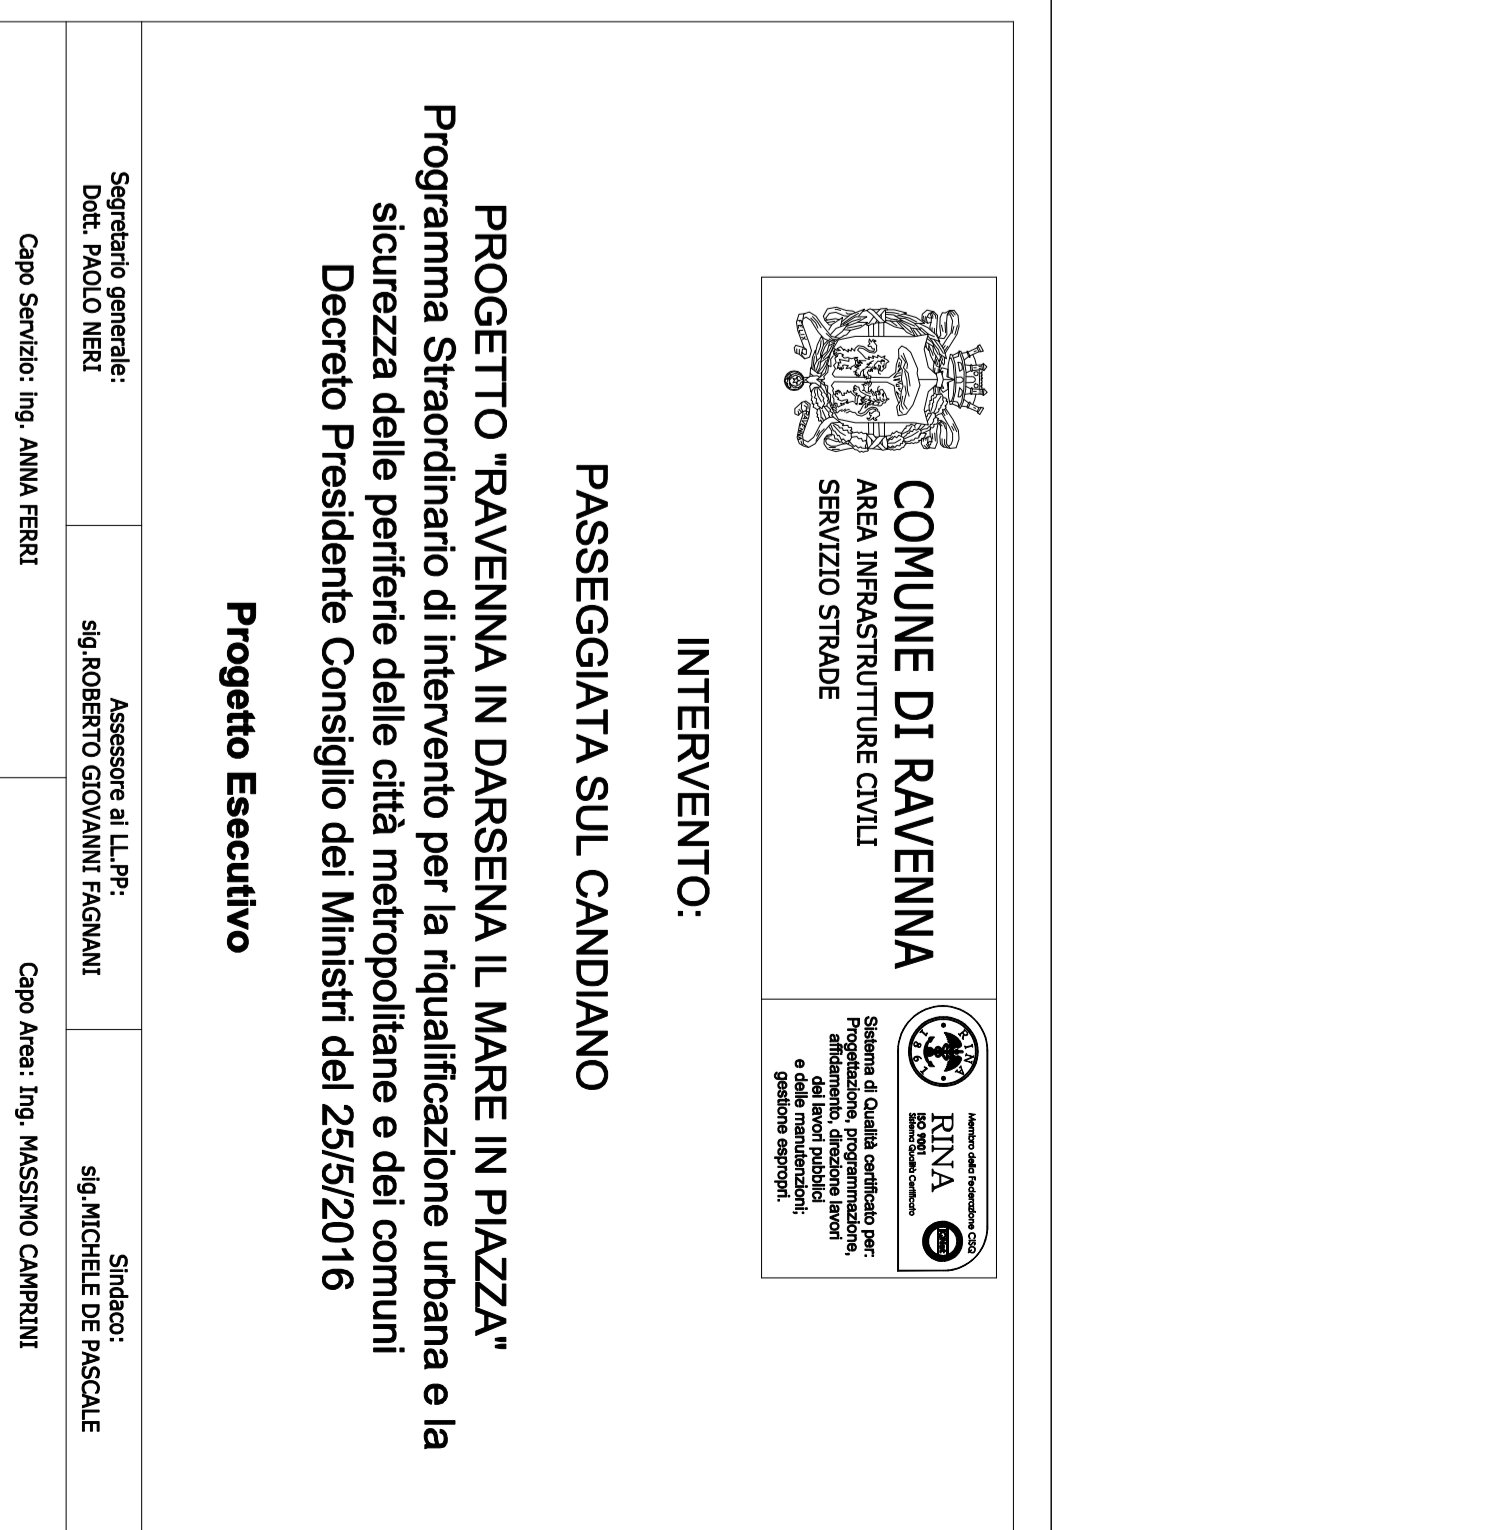 COMUNE DI RAVENNA
AREA INFRASTRUTTURE CIVILI
SERVIZIO STRADE
RINA
1861
Membro della Federazione CISQ
RINA
ISO 9001
Sistema Qualità Certificato
Sistema di Qualità certificato per:
Progettazione, programmazione,
affidamento, direzione lavori
dei lavori pubblici
e delle manutenzioni;
gestione espropri.
INTERVENTO:
PASSEGGIATA SUL CANDIANO
PROGETTO "RAVENNA IN DARSENA IL MARE IN PIAZZA"
Programma Straordinario di intervento per la riqualificazione urbana e la
sicurezza delle periferie delle città metropolitane e dei comuni
Decreto Presidente Consiglio dei Ministri del 25/5/2016
Progetto Esecutivo
Segretario generale:
Dott. PAOLO NERI
Assessore ai LL.PP:
sig.ROBERTO GIOVANNI FAGNANI
Sindaco:
sig.MICHELE DE PASCALE
Capo Servizio: ing. ANNA FERRI
Capo Area: Ing. MASSIMO CAMPRINI